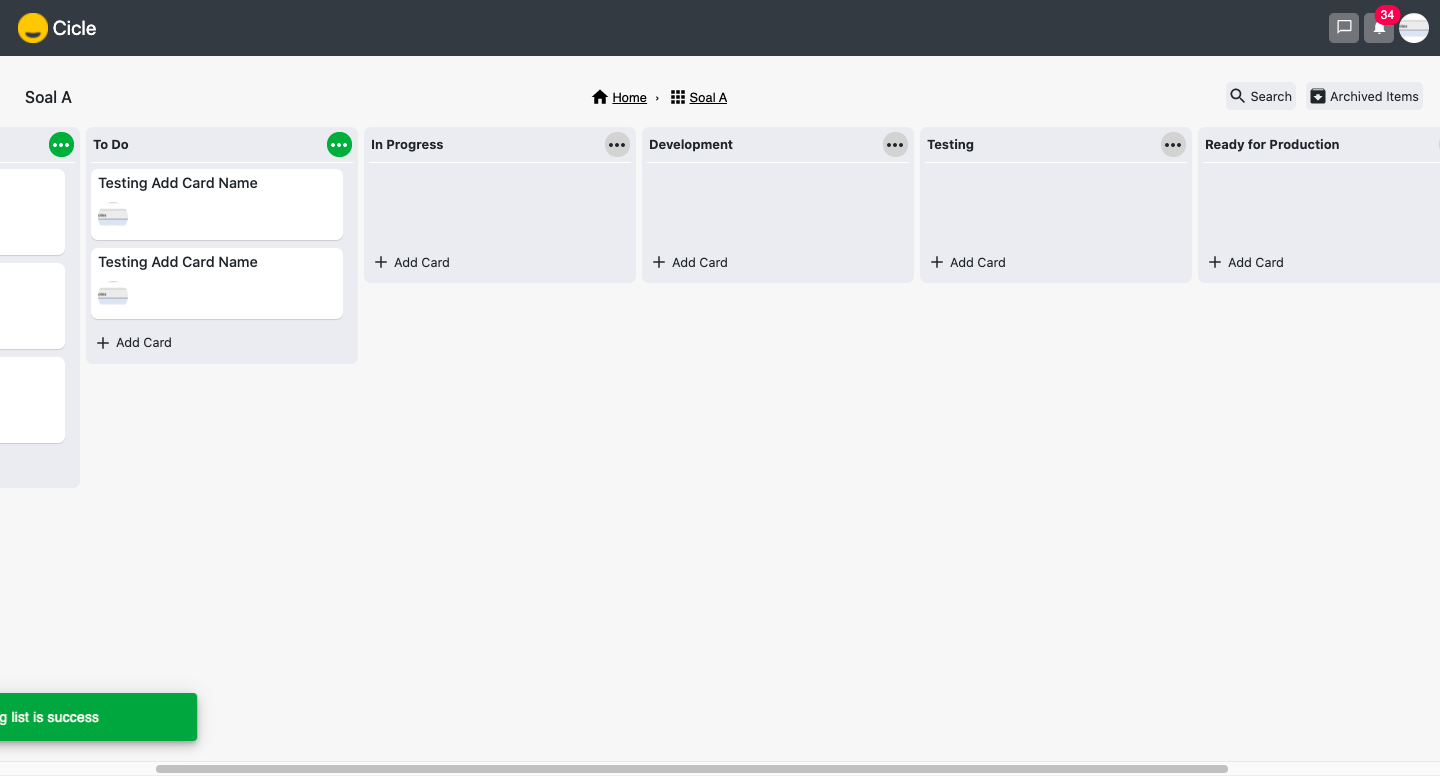 Cicle
34
Soal A
Home › Soal A
Search
Archived Items
To Do
Testing Add Card Name
Testing Add Card Name
Add Card
In Progress
Add Card
Development
Add Card
Testing
Add Card
Ready for Production
Add Card
g list is success